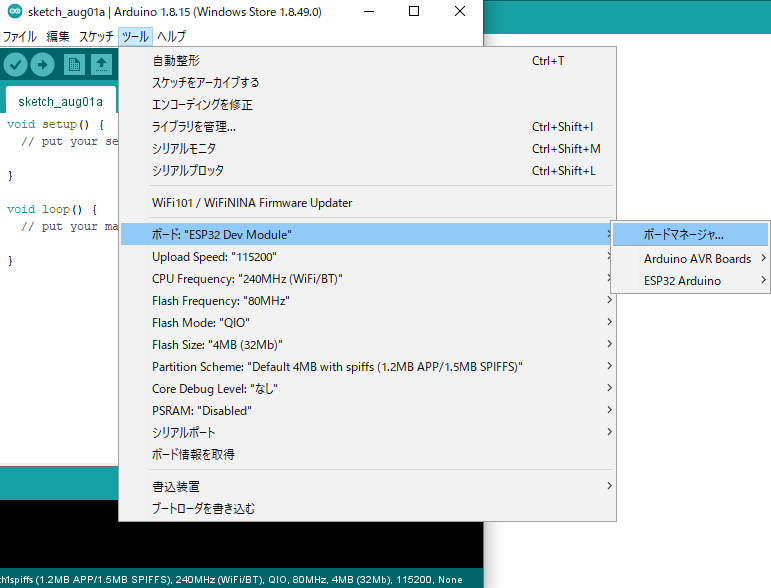 sketch_aug01a | Arduino 1.8.15 (Windows Store 1.8.49.0)
ファイル 編集 スケッチ ツール ヘルプ
sketch_aug01a
void setup() {
// put your se
}
void loop() {
// put your ma
}
自動整形 Ctrl+T
スケッチをアーカイブする
エンコーディングを修正
ライブラリを管理... Ctrl+Shift+I
シリアルモニタ Ctrl+Shift+M
シリアルプロッタ Ctrl+Shift+L
WiFi101 / WiFiNINA Firmware Updater
ボード: "ESP32 Dev Module"
Upload Speed: "115200"
CPU Frequency: "240MHz (WiFi/BT)"
Flash Frequency: "80MHz"
Flash Mode: "QIO"
Flash Size: "4MB (32Mb)"
Partition Scheme: "Default 4MB with spiffs (1.2MB APP/1.5MB SPIFFS)"
Core Debug Level: "なし"
PSRAM: "Disabled"
シリアルポート
ボード情報を取得
書込装置
ブートローダを書き込む
ボードマネージャ...
Arduino AVR Boards
ESP32 Arduino
spiffs (1.2MB APP/1.5MB SPIFFS), 240MHz (WiFi/BT), QIO, 80MHz, 4MB (32Mb), 115200, None